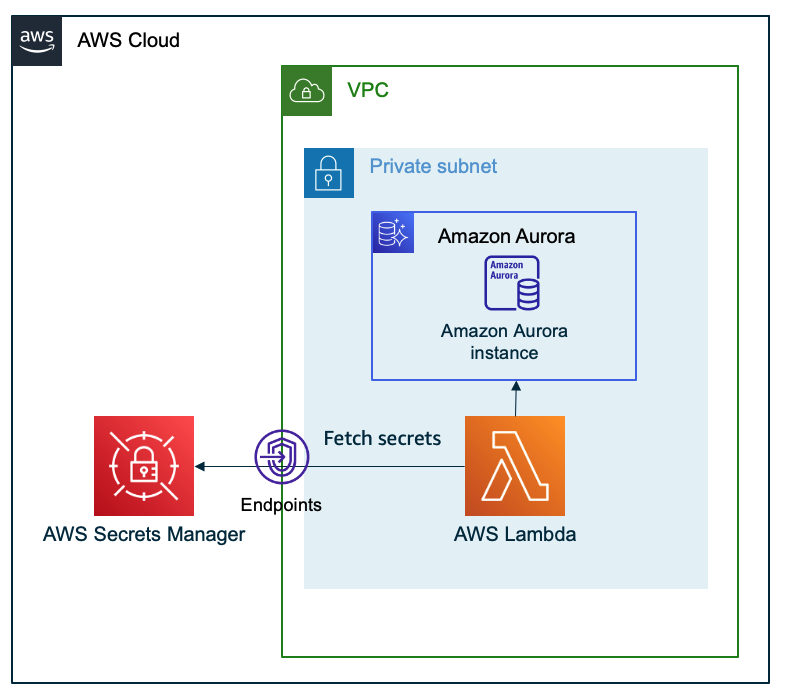 aws
AWS Cloud
VPC
Private subnet
Amazon Aurora
Amazon
Aurora
Amazon Aurora
instance
Fetch secrets
Endpoints
AWS Secrets Manager
AWS Lambda